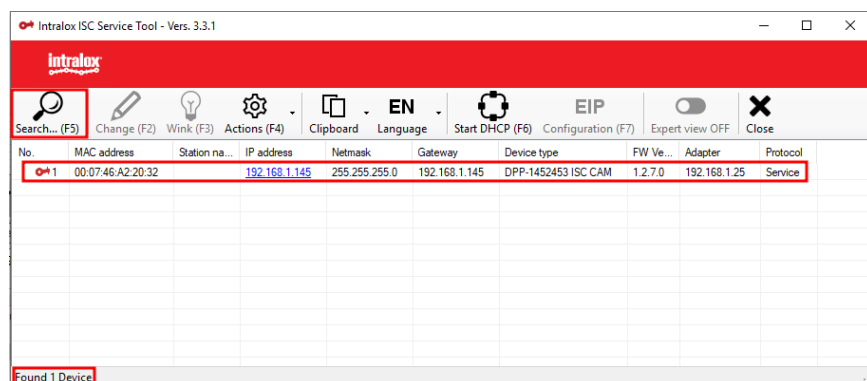 Intralox ISC Service Tool - Vers. 3.3.1
intralox
Search... (F5) Change (F2) Wink (F3) Actions (F4) Clipboard EN Language Start DHCP (F6) EIP Configuration (F7) Expert view OFF Close
No. MAC address Station na... IP address Netmask Gateway Device type FW Ve... Adapter Protocol
1 00:07:46:A2:20:32 192.168.1.145 255.255.255.0 192.168.1.145 DPP-1452453 ISC CAM 1.2.7.0 192.168.1.25 Service
Found 1 Device